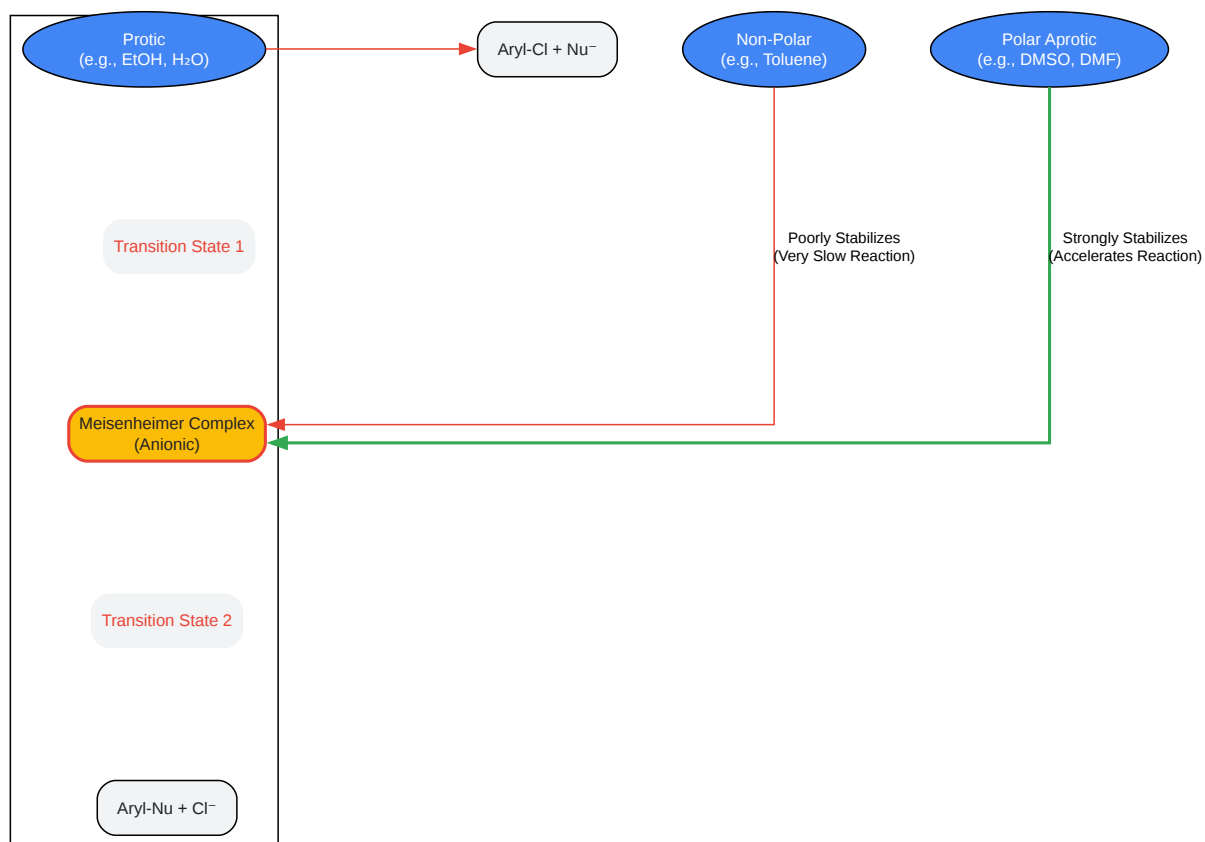 Protic
(e.g., EtOH, H₂O)
Aryl-Cl + Nu⁻
Non-Polar
(e.g., Toluene)
Polar Aprotic
(e.g., DMSO, DMF)
Transition State 1
Poorly Stabilizes
(Very Slow Reaction)
Strongly Stabilizes
(Accelerates Reaction)
Meisenheimer Complex
(Anionic)
Transition State 2
Aryl-Nu + Cl⁻